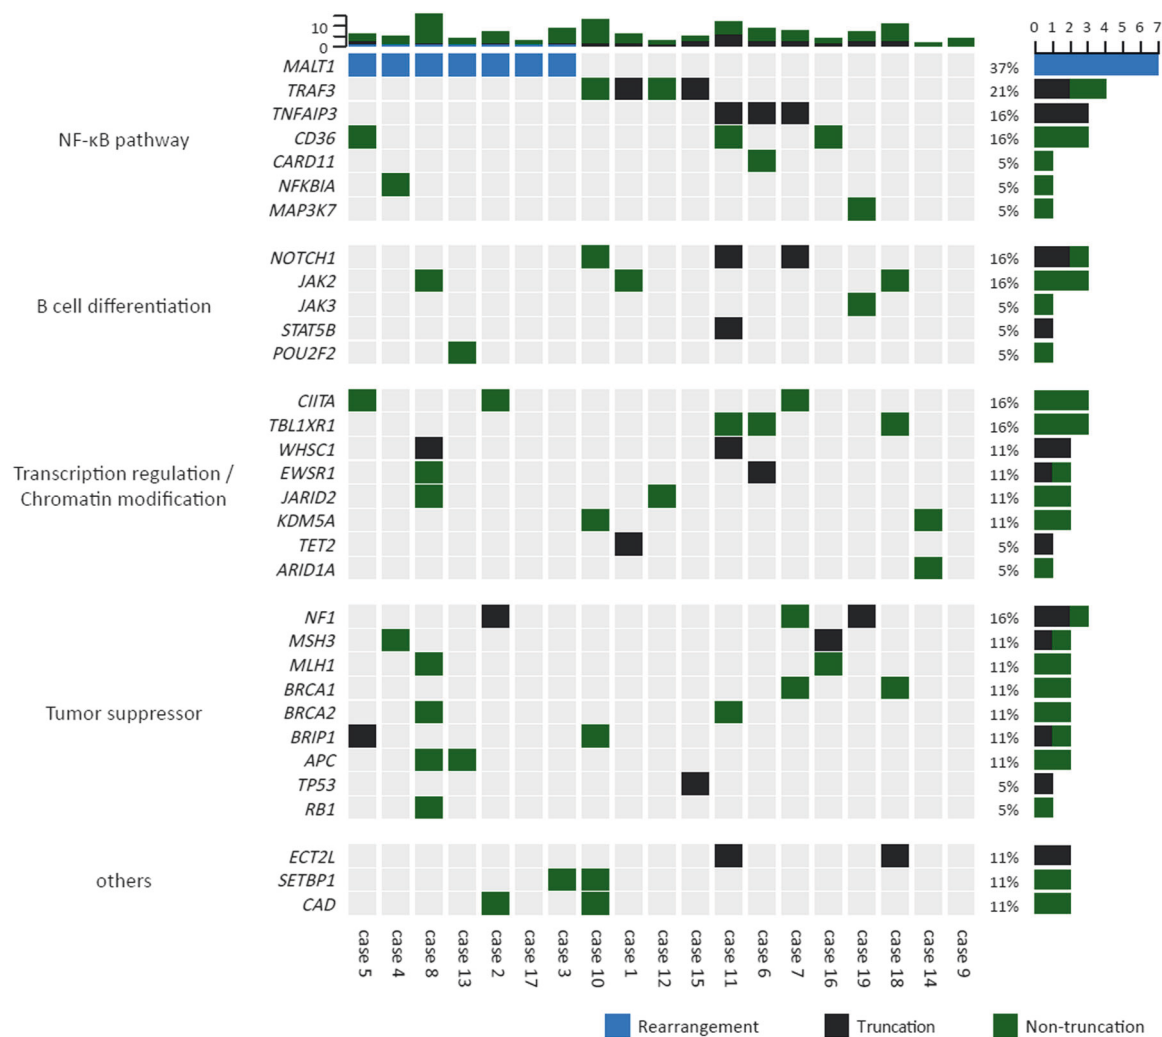 10
0
0 1 2 3 4 5 6 7
NF-κB pathway
MALT1 37%
TRAF3 21%
TNFAIP3 16%
CD36 16%
CARD11 5%
NFKBIA 5%
MAP3K7 5%
B cell differentiation
NOTCH1 16%
JAK2 16%
JAK3 5%
STAT5B 5%
POU2F2 5%
Transcription regulation /
Chromatin modification
CIITA 16%
TBL1XR1 16%
WHSC1 11%
EWSR1 11%
JARID2 11%
KDM5A 11%
TET2 5%
ARID1A 5%
Tumor suppressor
NF1 16%
MSH3 11%
MLH1 11%
BRCA1 11%
BRCA2 11%
BRIP1 11%
APC 11%
TP53 5%
RB1 5%
others
ECT2L 11%
SETBP1 11%
CAD 11%
case 5
case 4
case 8
case 13
case 2
case 17
case 3
case 10
case 1
case 12
case 15
case 11
case 6
case 7
case 16
case 19
case 18
case 14
case 9
Rearrangement
Truncation
Non-truncation